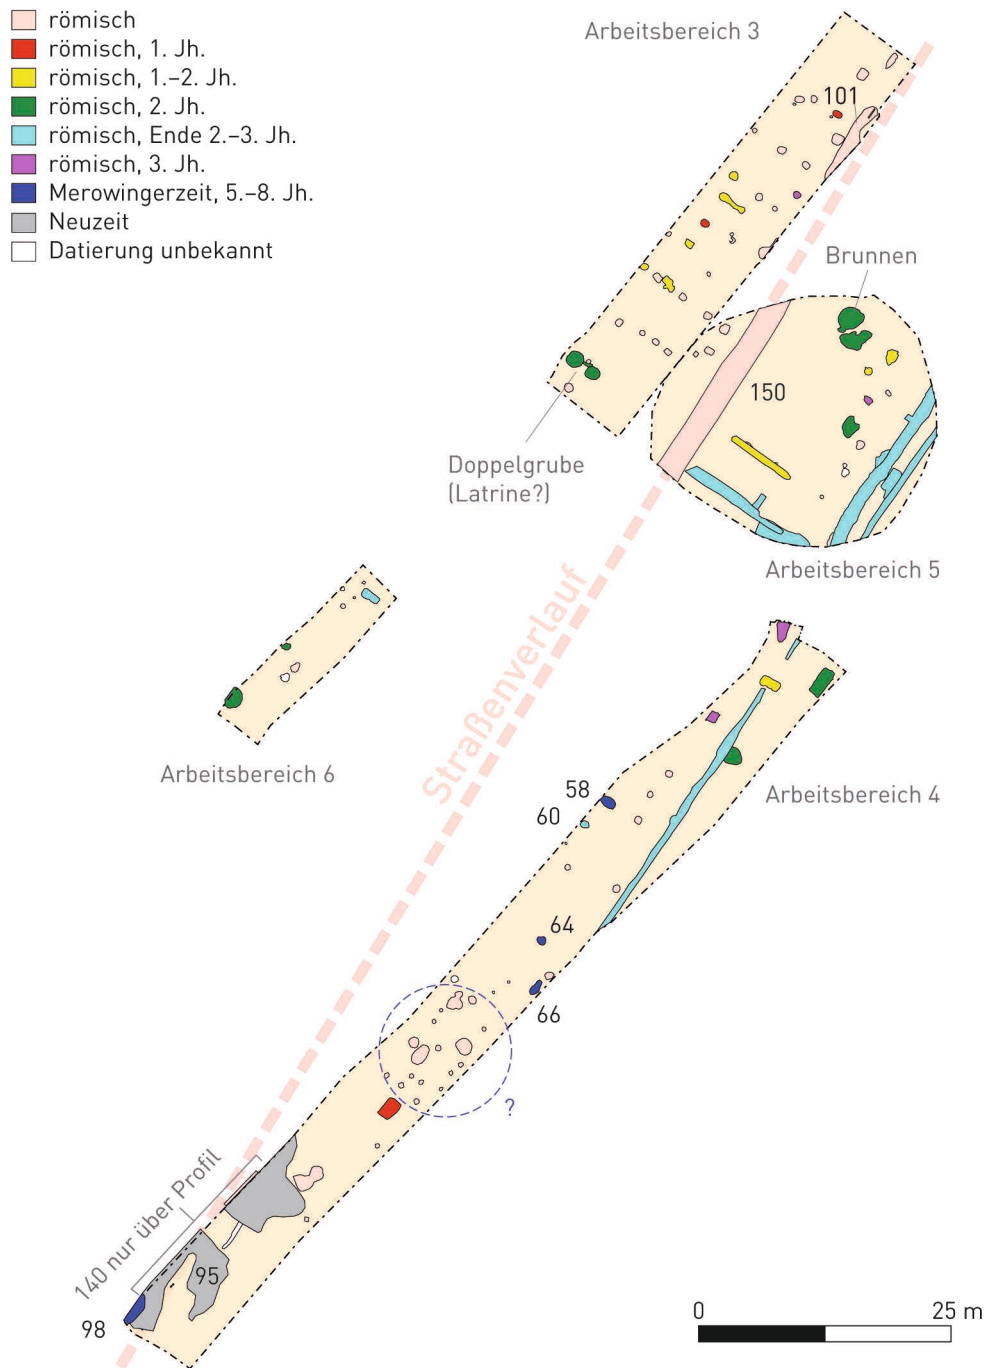 römisch
römisch, 1. Jh.
römisch, 1.–2. Jh.
römisch, 2. Jh.
römisch, Ende 2.–3. Jh.
römisch, 3. Jh.
Merowingerzeit, 5.–8. Jh.
Neuzeit
Datierung unbekannt
Arbeitsbereich 3
101
Brunnen
150
Doppelgrube
(Latrine?)
Arbeitsbereich 5
Straßenverlauf
Arbeitsbereich 6
58
60
Arbeitsbereich 4
64
66
?
140 nur über Profil
95
98
0 25 m